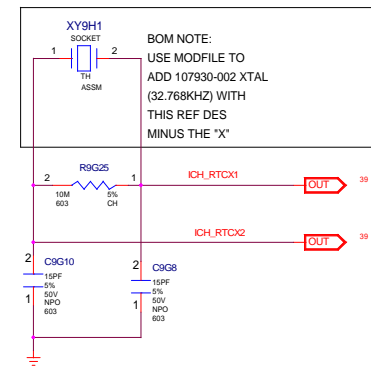 XY9H1
SOCKET
1 2
TH
ASSM
BOM NOTE:
USE MODFILE TO
ADD 107930-002 XTAL
(32.768KHZ) WITH
THIS REF DES
MINUS THE "X"
R9G25
2 1
10M 5%
603 CH
ICH_RTCX1
OUT 39
ICH_RTCX2
OUT 39
2 C9G10
15PF
5%
1 50V
NPO
603
2 C9G8
15PF
5%
1 50V
NPO
603